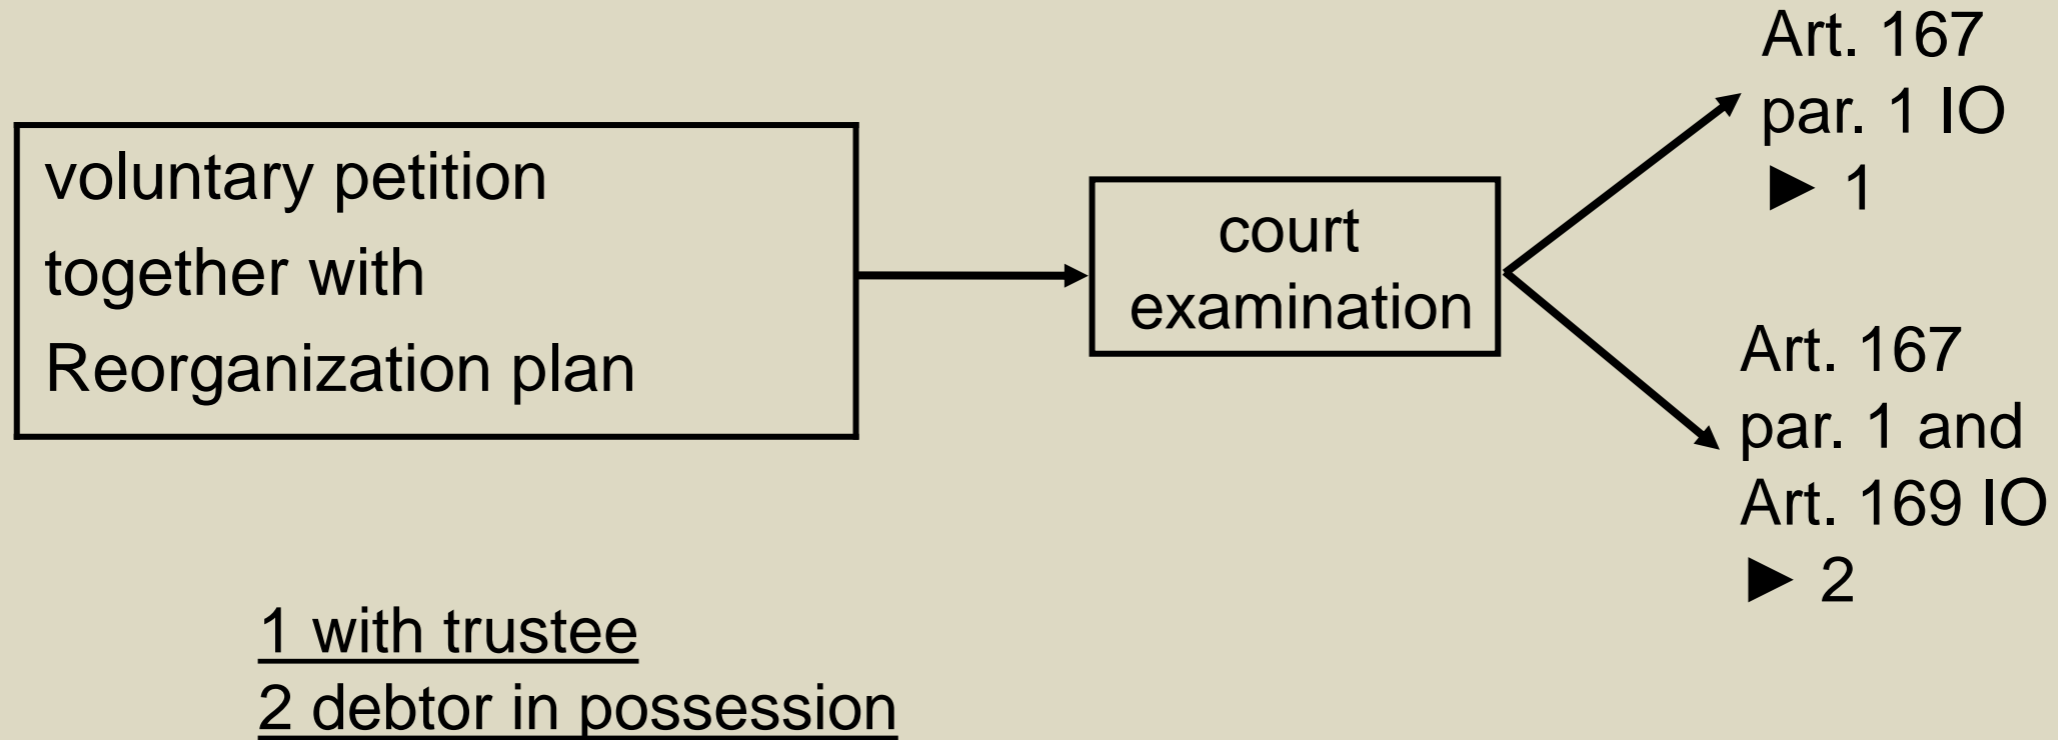 voluntary petition
together with
Reorganization plan
court
examination
Art. 167
par. 1 IO
► 1
Art. 167
par. 1 and
Art. 169 IO
► 2
1 with trustee
2 debtor in possession